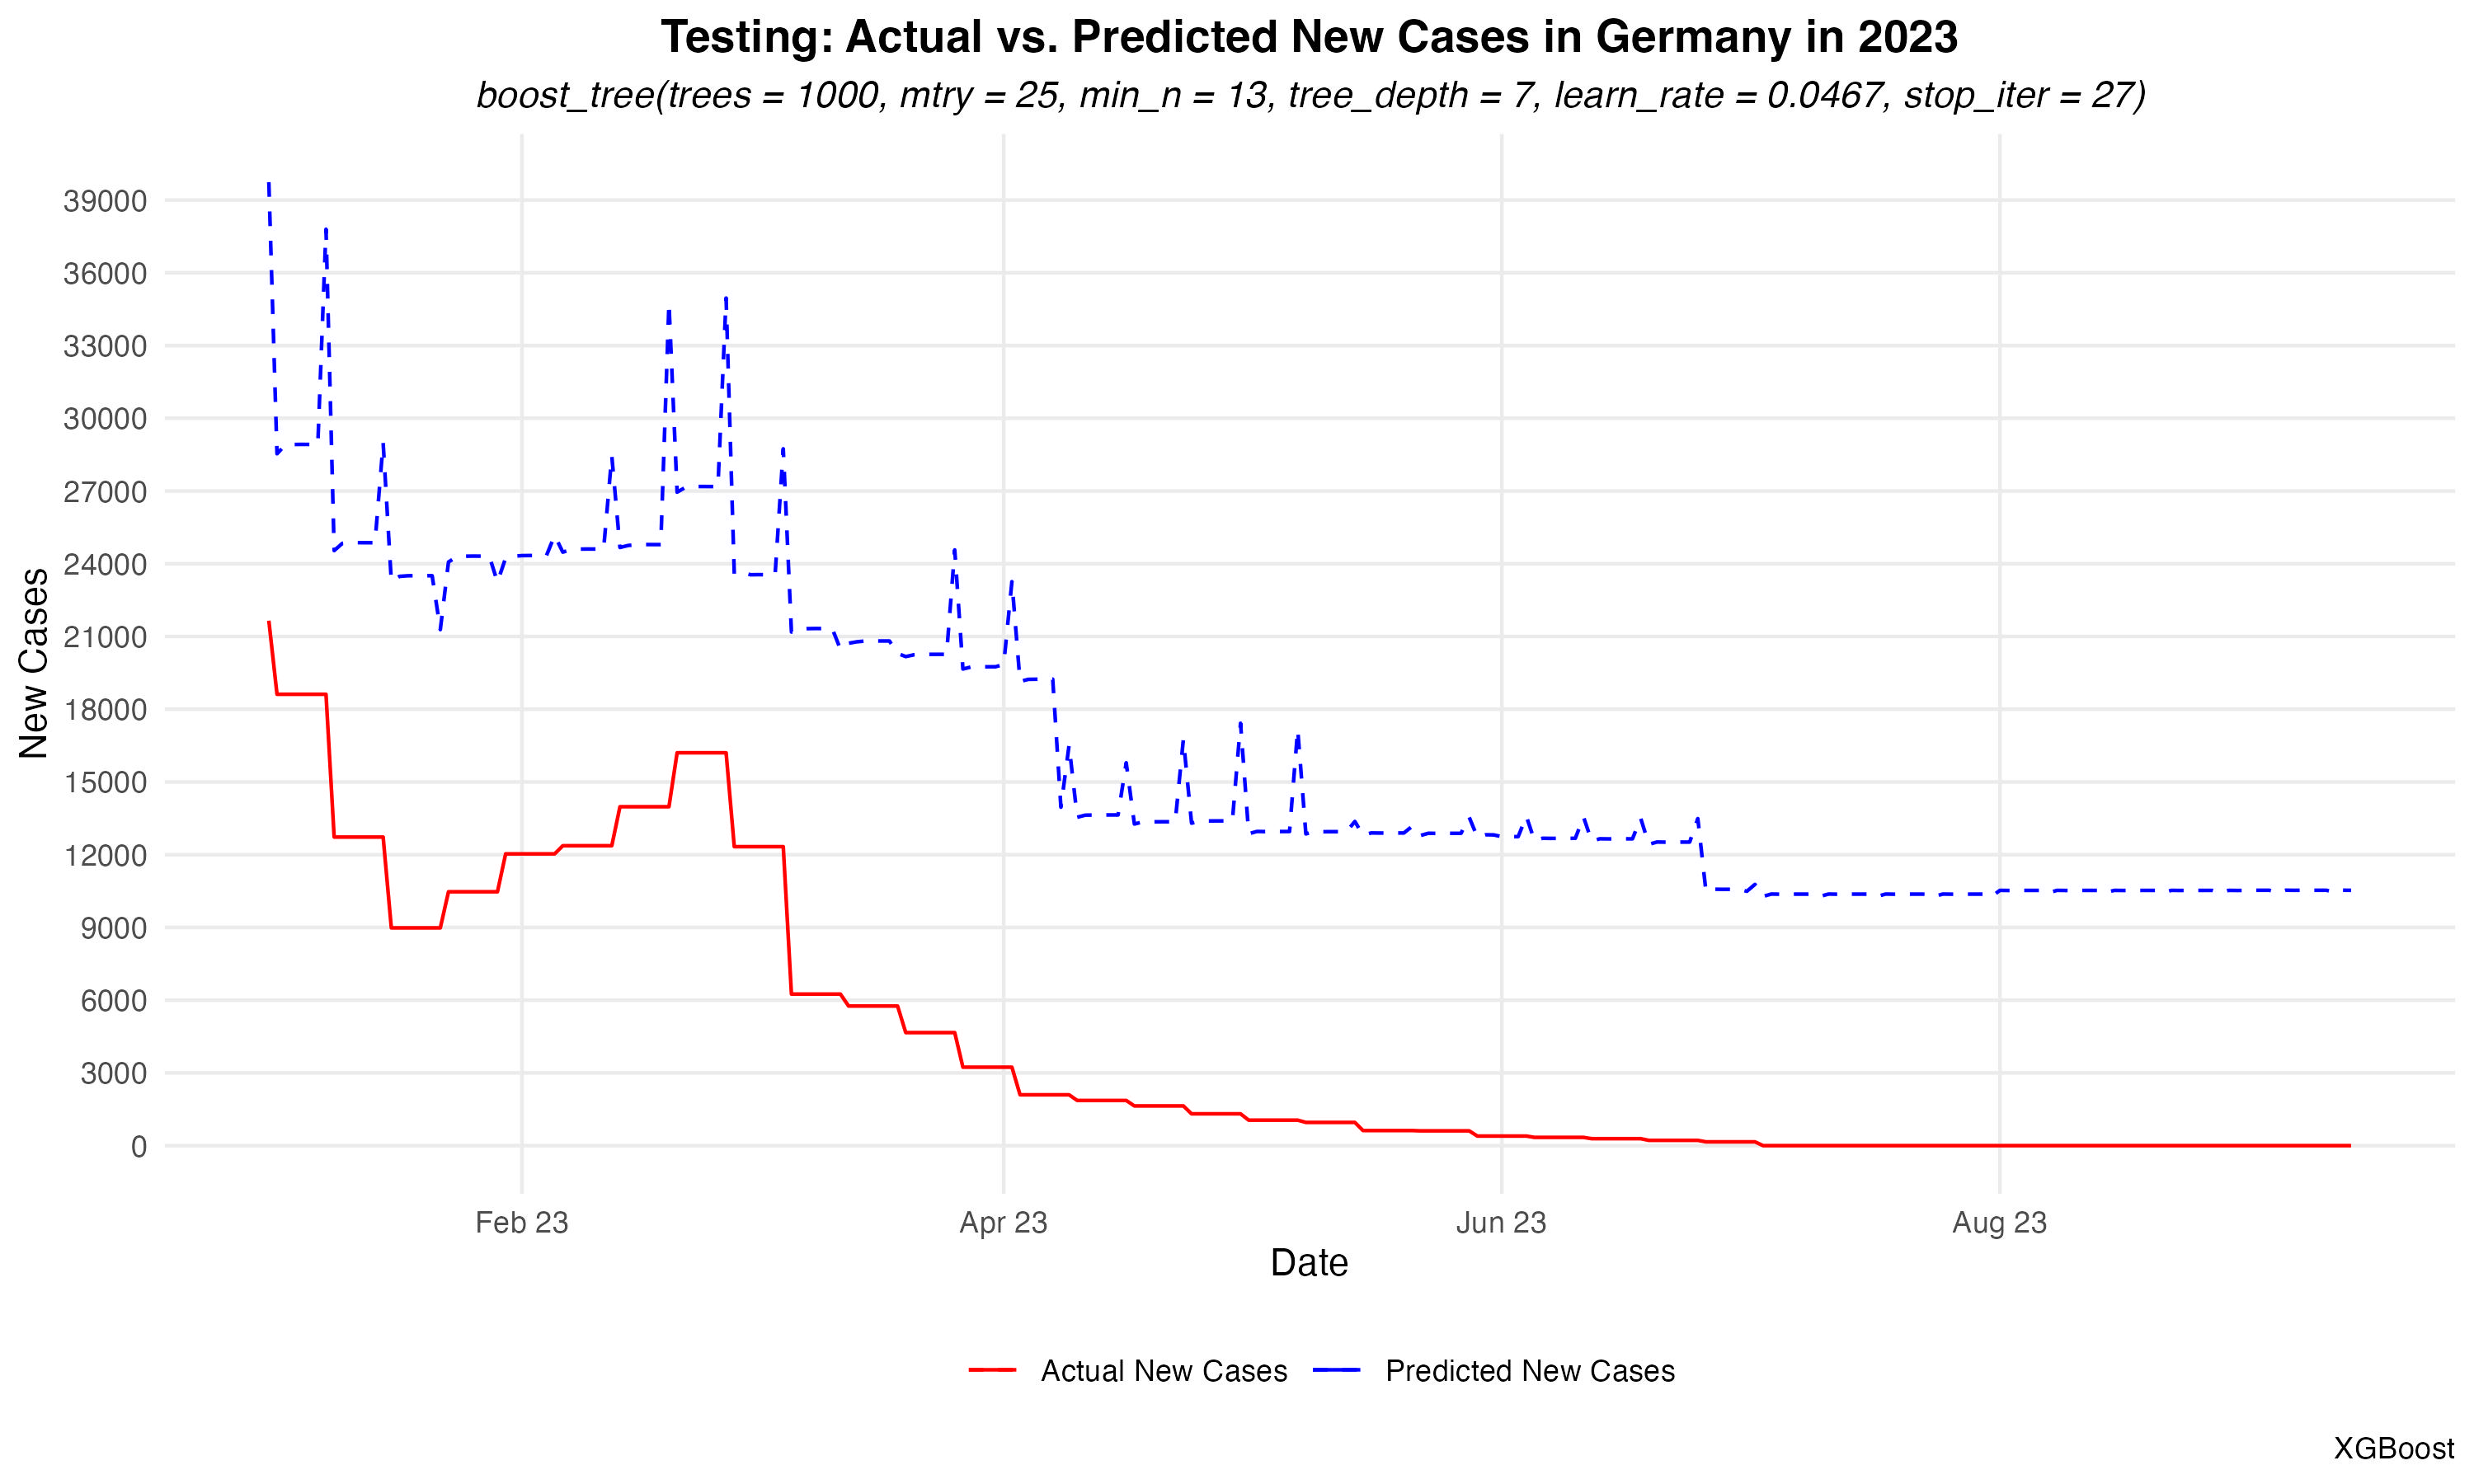 Testing: Actual vs. Predicted New Cases in Germany in 2023
boost_tree(trees = 1000, mtry = 25, min_n = 13, tree_depth = 7, learn_rate = 0.0467, stop_iter = 27)
New Cases
39000
36000
33000
30000
27000
24000
21000
18000
15000
12000
9000
6000
3000
0
Feb 23 Apr 23 Jun 23 Aug 23
Date
Actual New Cases Predicted New Cases
XGBoost